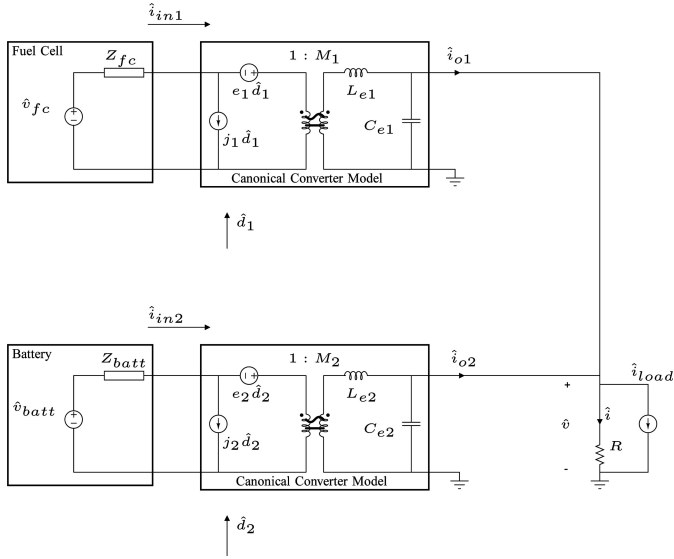 î_in1
Fuel Cell
Z_fc
1 : M_1
î_o1
v̂_fc
e_1 d̂_1
L_e1
j_1 d̂_1
C_e1
Canonical Converter Model
d̂_1
î_in2
Battery
Z_batt
1 : M_2
î_o2
î_load
v̂_batt
e_2 d̂_2
L_e2
+
j_2 d̂_2
C_e2
v̂
î
R
-
Canonical Converter Model
d̂_2